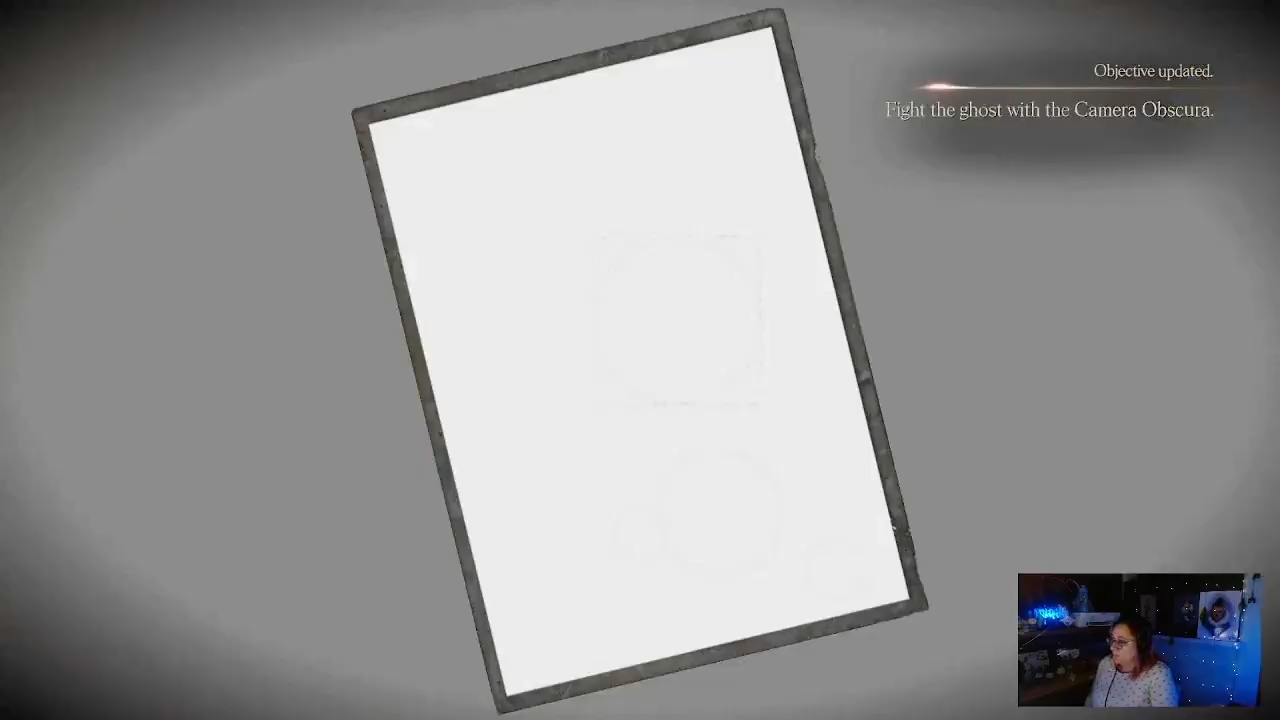 Objective updated.
Fight the ghost with the Camera Obscura.